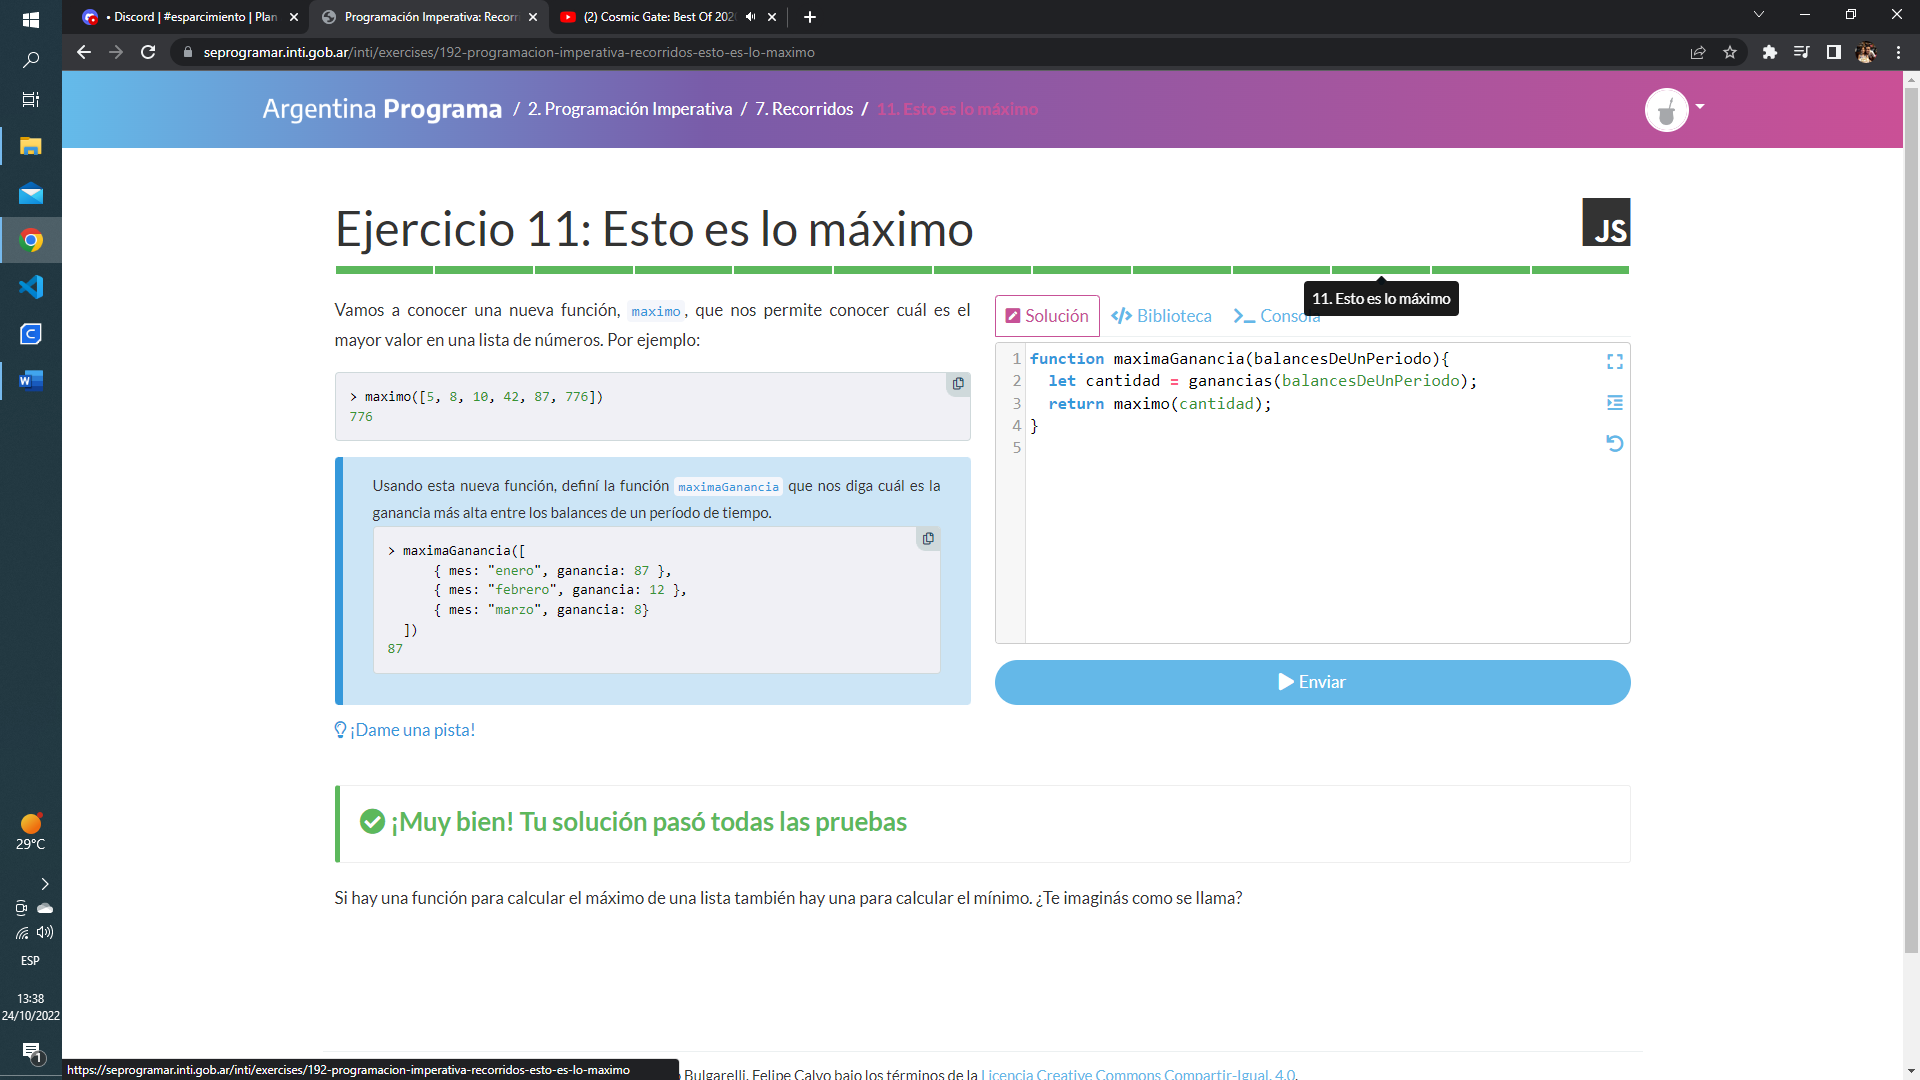 • Discord | #esparcimiento | Plan
Programación Imperativa: Recorr
(2) Cosmic Gate: Best Of 202
seprogramar.inti.gob.ar/inti/exercises/192-programacion-imperativa-recorridos-esto-es-lo-maximo
Argentina Programa / 2. Programación Imperativa / 7. Recorridos / 11. Esto es lo máximo
Ejercicio 11: Esto es lo máximo
JS
11. Esto es lo máximo
Vamos a conocer una nueva función, maximo, que nos permite conocer cuál es el
mayor valor en una lista de números. Por ejemplo:
> maximo([5, 8, 10, 42, 87, 776])
776
Usando esta nueva función, definí la función maximaGanancia que nos diga cuál es la
ganancia más alta entre los balances de un período de tiempo.
> maximaGanancia([
{ mes: "enero", ganancia: 87 },
{ mes: "febrero", ganancia: 12 },
{ mes: "marzo", ganancia: 8}
])
87
¡Dame una pista!
Solución
Biblioteca
Consola
1 function maximaGanancia(balancesDeUnPeriodo){
2 let cantidad = ganancias(balancesDeUnPeriodo);
3 return maximo(cantidad);
4 }
5
Enviar
¡Muy bien! Tu solución pasó todas las pruebas
Si hay una función para calcular el máximo de una lista también hay una para calcular el mínimo. ¿Te imaginás como se llama?
Bulgarelli, Felipe Calvo bajo los términos de la Licencia Creative Commons Compartir-Igual, 4.0.
https://seprogramar.inti.gob.ar/inti/exercises/192-programacion-imperativa-recorridos-esto-es-lo-maximo
W
29°C
ESP
13:38
24/10/2022
1